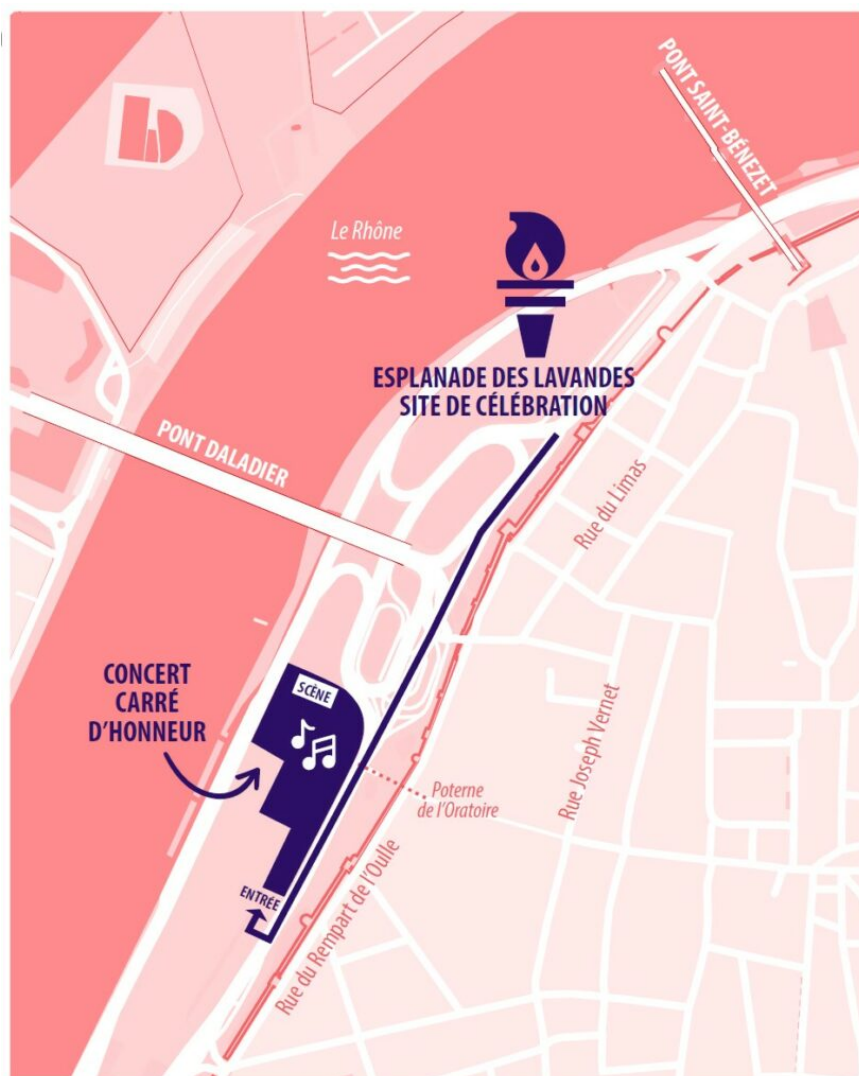 PONT SAINT-BÉNEZET
Le Rhône
ESPLANADE DES LAVANDES
SITE DE CÉLÉBRATION
PONT DALADIER
Rue du Limas
CONCERT
CARRÉ
D’HONNEUR
SCÈNE
Rue Joseph Vernet
Poterne
de l’Oratoire
ENTRÉE
Rue du Rempart de l’Oulle